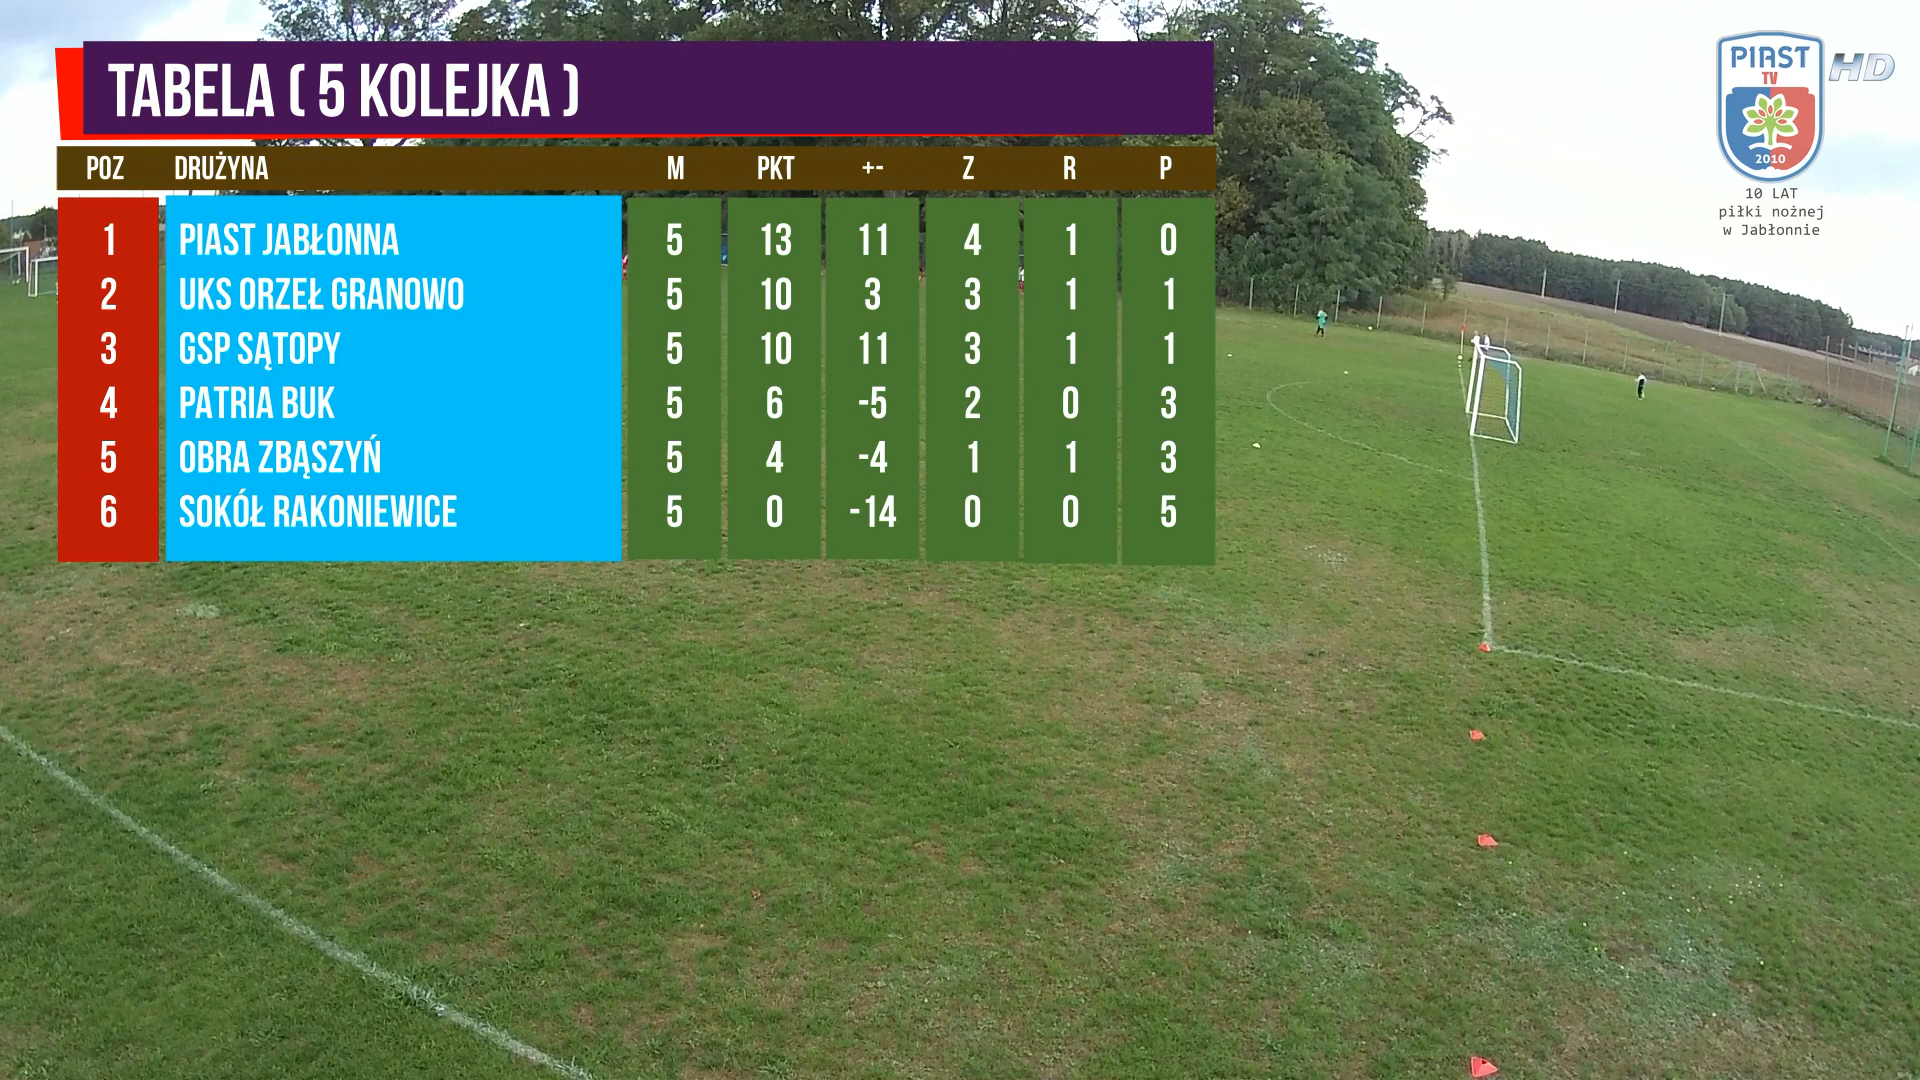 TABELA ( 5 KOLEJKA )
POZ DRUŻYNA M PKT +- Z R P
1 PIAST JABŁONNA 5 13 11 4 1 0
2 UKS ORZEŁ GRANOWO 5 10 3 3 1 1
3 GSP SĄTOPY 5 10 11 3 1 1
4 PATRIA BUK 5 6 -5 2 0 3
5 OBRA ZBĄSZYŃ 5 4 -4 1 1 3
6 SOKÓŁ RAKONIEWICE 5 0 -14 0 0 5
PIAST
TV
HD
2010
10 LAT
piłki nożnej
w Jabłonnie